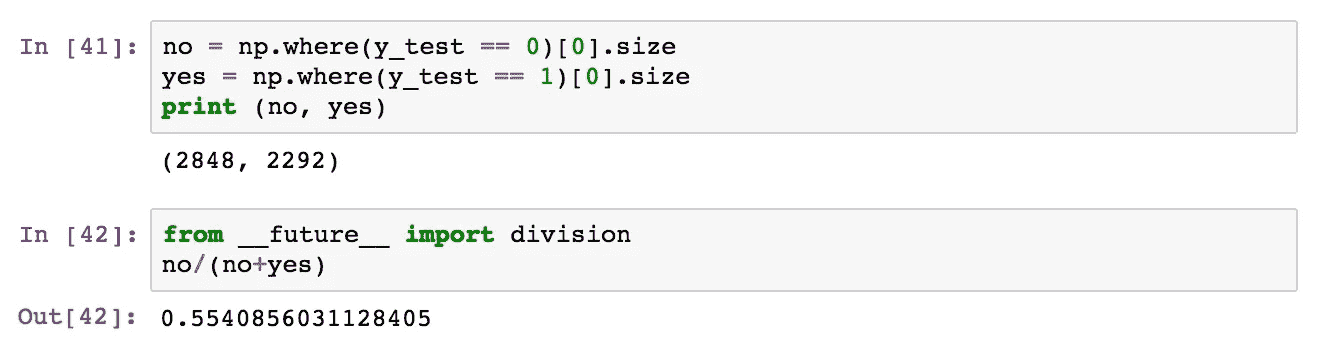 In [41]: no = np.where(y_test == 0)[0].size
yes = np.where(y_test == 1)[0].size
print (no, yes)
(2848, 2292)
In [42]: from __future__ import division
no/(no+yes)
Out[42]: 0.5540856031128405